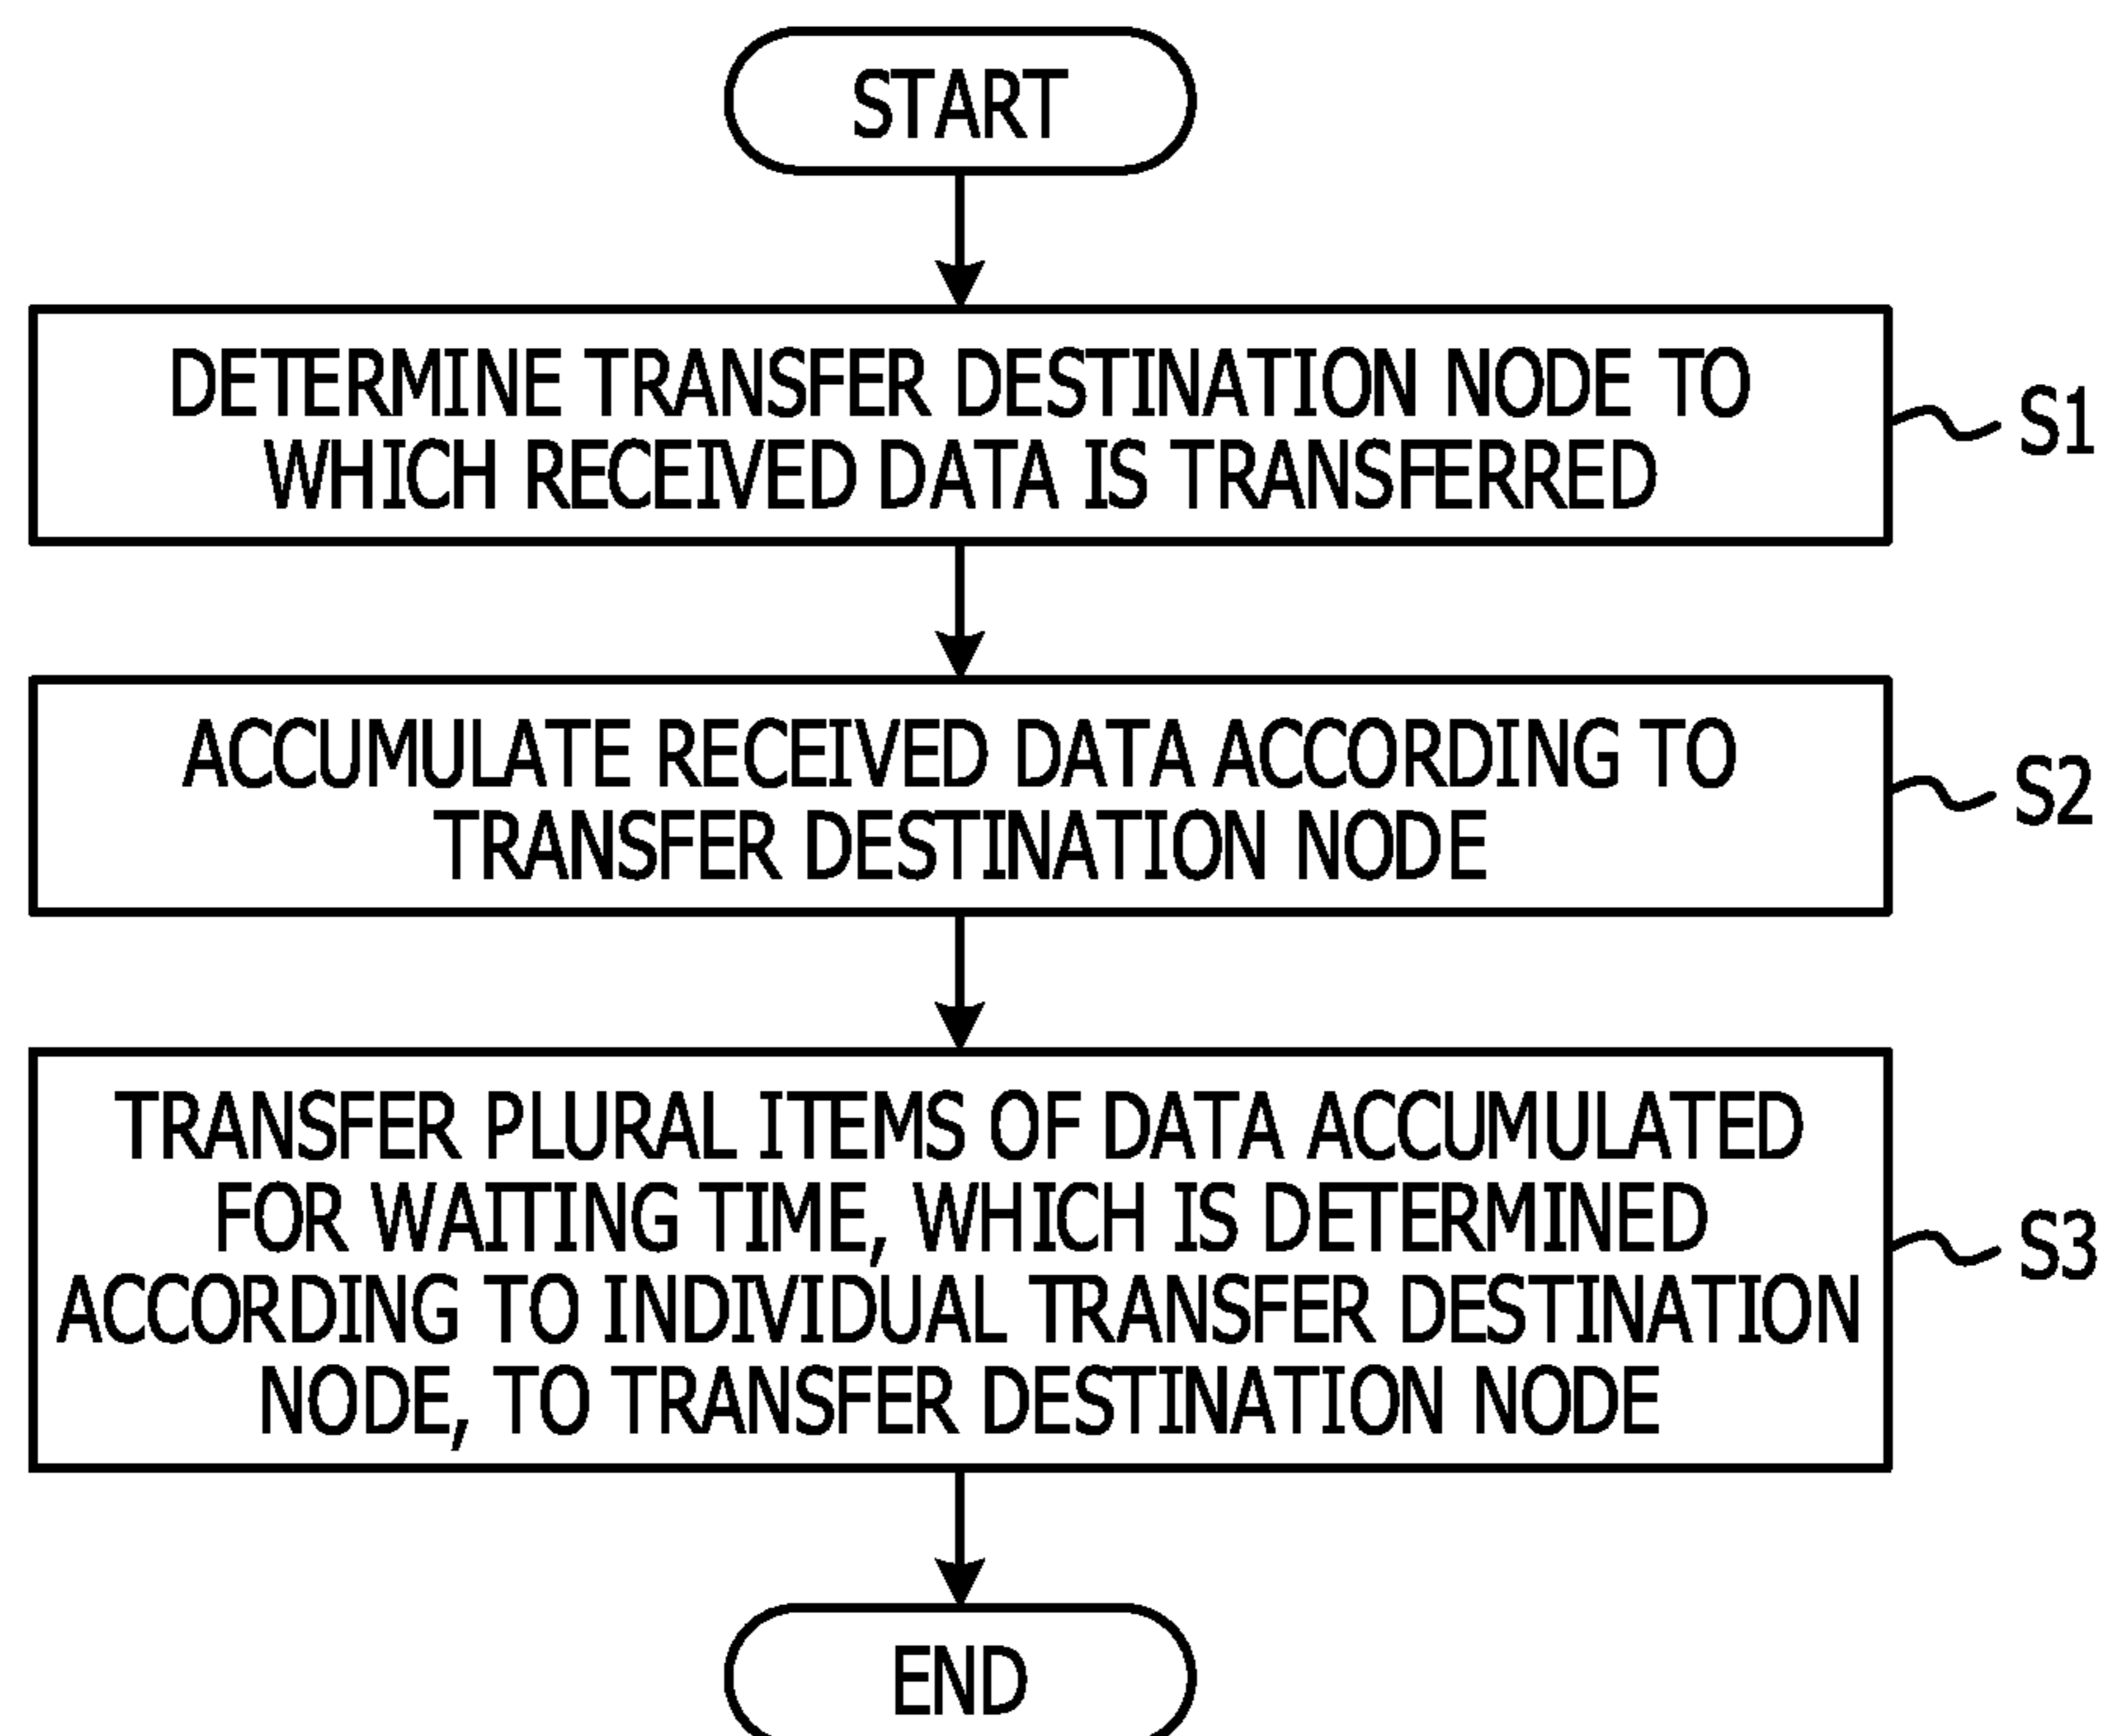 START
DETERMINE TRANSFER DESTINATION NODE TO
WHICH RECEIVED DATA IS TRANSFERRED
S1
ACCUMULATE RECEIVED DATA ACCORDING TO
TRANSFER DESTINATION NODE
S2
TRANSFER PLURAL ITEMS OF DATA ACCUMULATED
FOR WAITING TIME, WHICH IS DETERMINED
ACCORDING TO INDIVIDUAL TRANSFER DESTINATION
NODE, TO TRANSFER DESTINATION NODE
S3
END